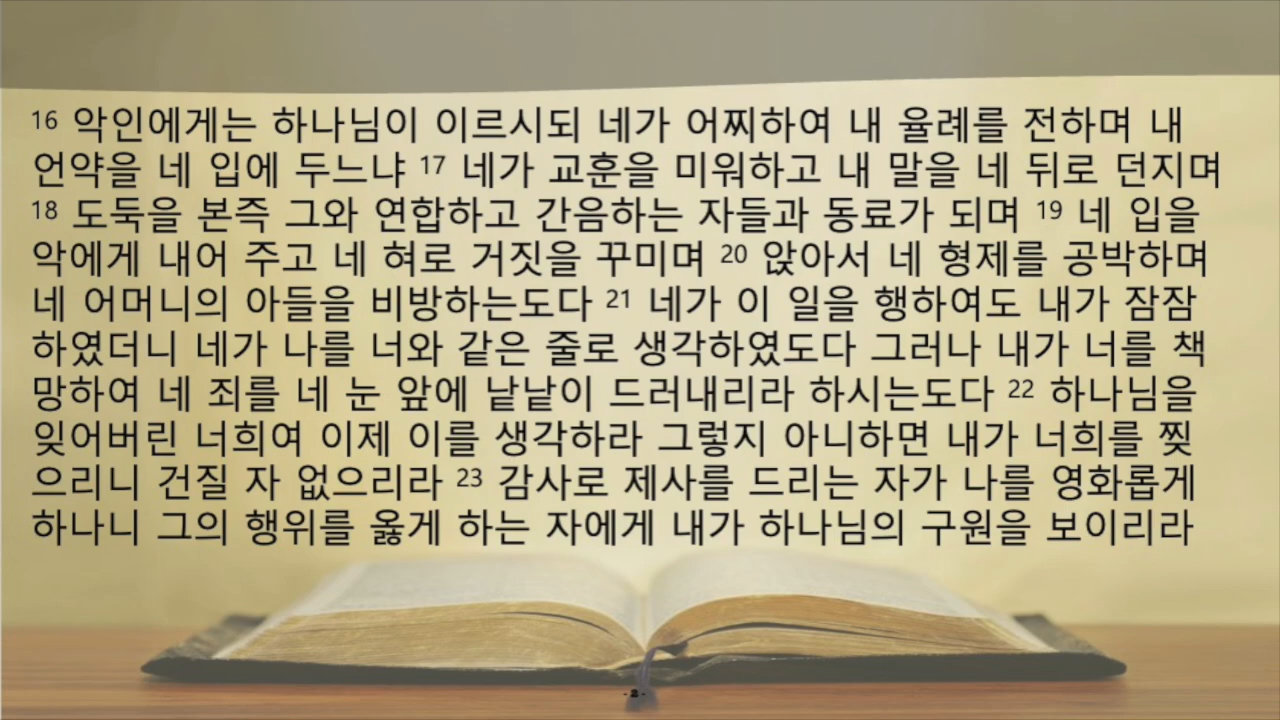 16 악인에게는 하나님이 이르시되 네가 어찌하여 내 율례를 전하며 내
언약을 네 입에 두느냐 17 네가 교훈을 미워하고 내 말을 네 뒤로 던지며
18 도둑을 본즉 그와 연합하고 간음하는 자들과 동료가 되며 19 네 입을
악에게 내어 주고 네 혀로 거짓을 꾸미며 20 앉아서 네 형제를 공박하며
네 어머니의 아들을 비방하는도다 21 네가 이 일을 행하여도 내가 잠잠
하였더니 네가 나를 너와 같은 줄로 생각하였도다 그러나 내가 너를 책
망하여 네 죄를 네 눈 앞에 낱낱이 드러내리라 하시는도다 22 하나님을
잊어버린 너희여 이제 이를 생각하라 그렇지 아니하면 내가 너희를 찢
으리니 건질 자 없으리라 23 감사로 제사를 드리는 자가 나를 영화롭게
하나니 그의 행위를 옳게 하는 자에게 내가 하나님의 구원을 보이리라
- 2 -